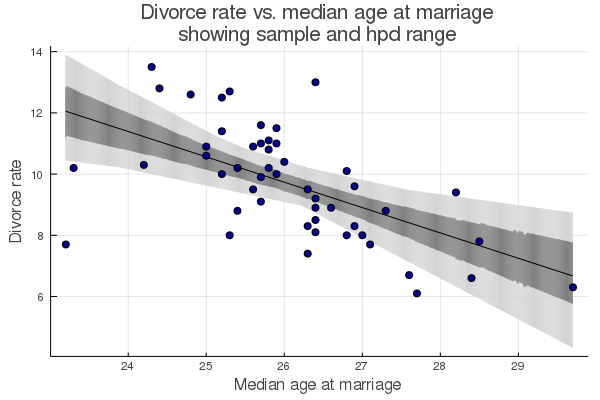 Divorce rate vs. median age at marriage
showing sample and hpd range
14
12
10
8
6
Divorce rate
24 25 26 27 28 29
Median age at marriage